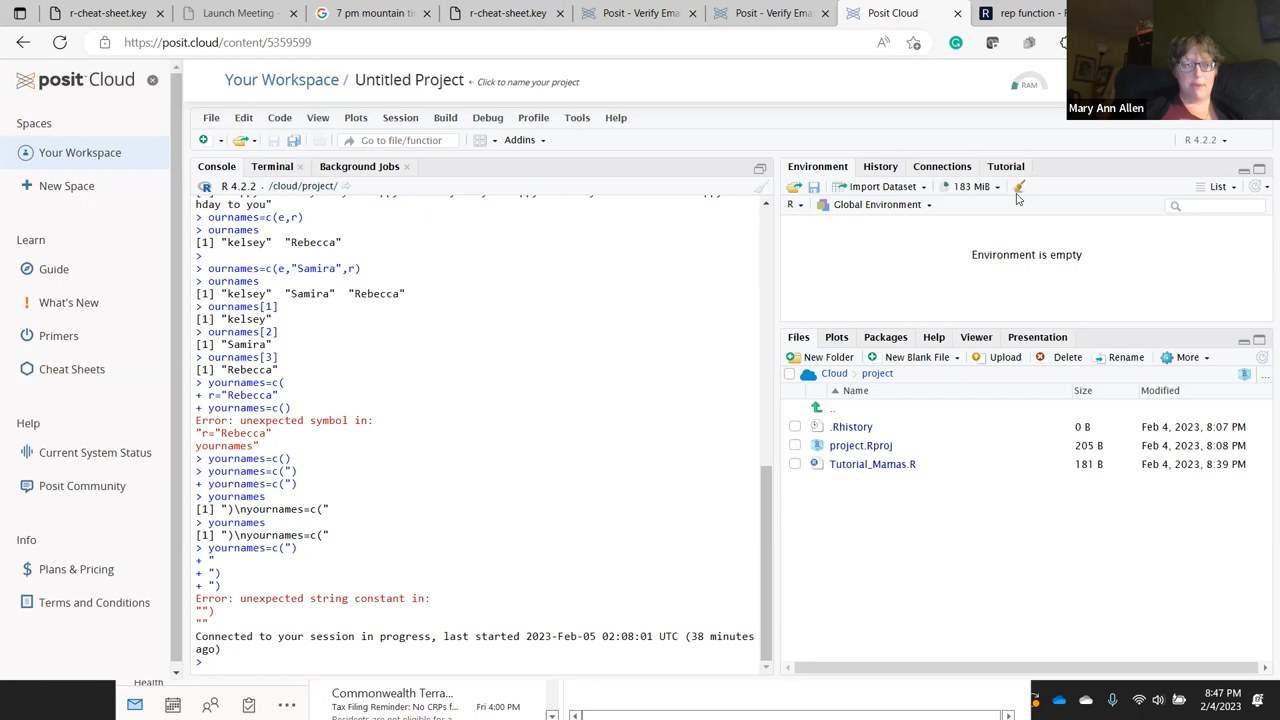 r-cheat-sheet.key
Launch Meeting -
7 pm mountain ti
r-cheat-sheet.key
Posit - Verify Ema
Posit - Verify Ema
Posit Cloud
rep function - R
https://posit.cloud/content/5359599
posit Cloud
Your Workspace / Untitled Project
Click to name your project
RAM
Mary Ann Allen
Spaces
Your Workspace
New Space
Learn
Guide
What's New
Primers
Cheat Sheets
Help
Current System Status
Posit Community
Info
Plans & Pricing
Terms and Conditions
File Edit Code View Plots Session Build Debug Profile Tools Help
Go to file/function
Addins
R 4.2.2
Console Terminal Background Jobs
R 4.2.2 · /cloud/project/
hday to you"
> ournames=c(e,r)
> ournames
[1] "kelsey" "Rebecca"
>
> ournames=c(e,"Samira",r)
> ournames
[1] "kelsey" "Samira" "Rebecca"
> ournames[1]
[1] "kelsey"
> ournames[2]
[1] "Samira"
> ournames[3]
[1] "Rebecca"
> yournames=c(
+ r="Rebecca"
+ yournames=c()
Error: unexpected symbol in:
"r="Rebecca"
yournames"
> yournames=c()
> yournames=c(")
+ yournames=c(")
> yournames
[1] ")\nyournames=c("
> yournames
[1] ")\nyournames=c("
> yournames=c(")
+ "
+ ")
+ ")
Error: unexpected string constant in:
"")
""
Connected to your session in progress, last started 2023-Feb-05 02:08:01 UTC (38 minutes
ago)
>
Environment History Connections Tutorial
Import Dataset
183 MiB
List
R
Global Environment
Environment is empty
Files Plots Packages Help Viewer Presentation
New Folder New Blank File Upload Delete Rename More
Cloud project
Name Size Modified
..
.Rhistory 0 B Feb 4, 2023, 8:07 PM
project.Rproj 205 B Feb 4, 2023, 8:08 PM
Tutorial_Mamas.R 181 B Feb 4, 2023, 8:39 PM
Health
Commonwealth Terra...
Tax Filing Reminder: No CRPs f...
Fri 4:00 PM
Residents are not eligible for a
8:47 PM
2/4/2023